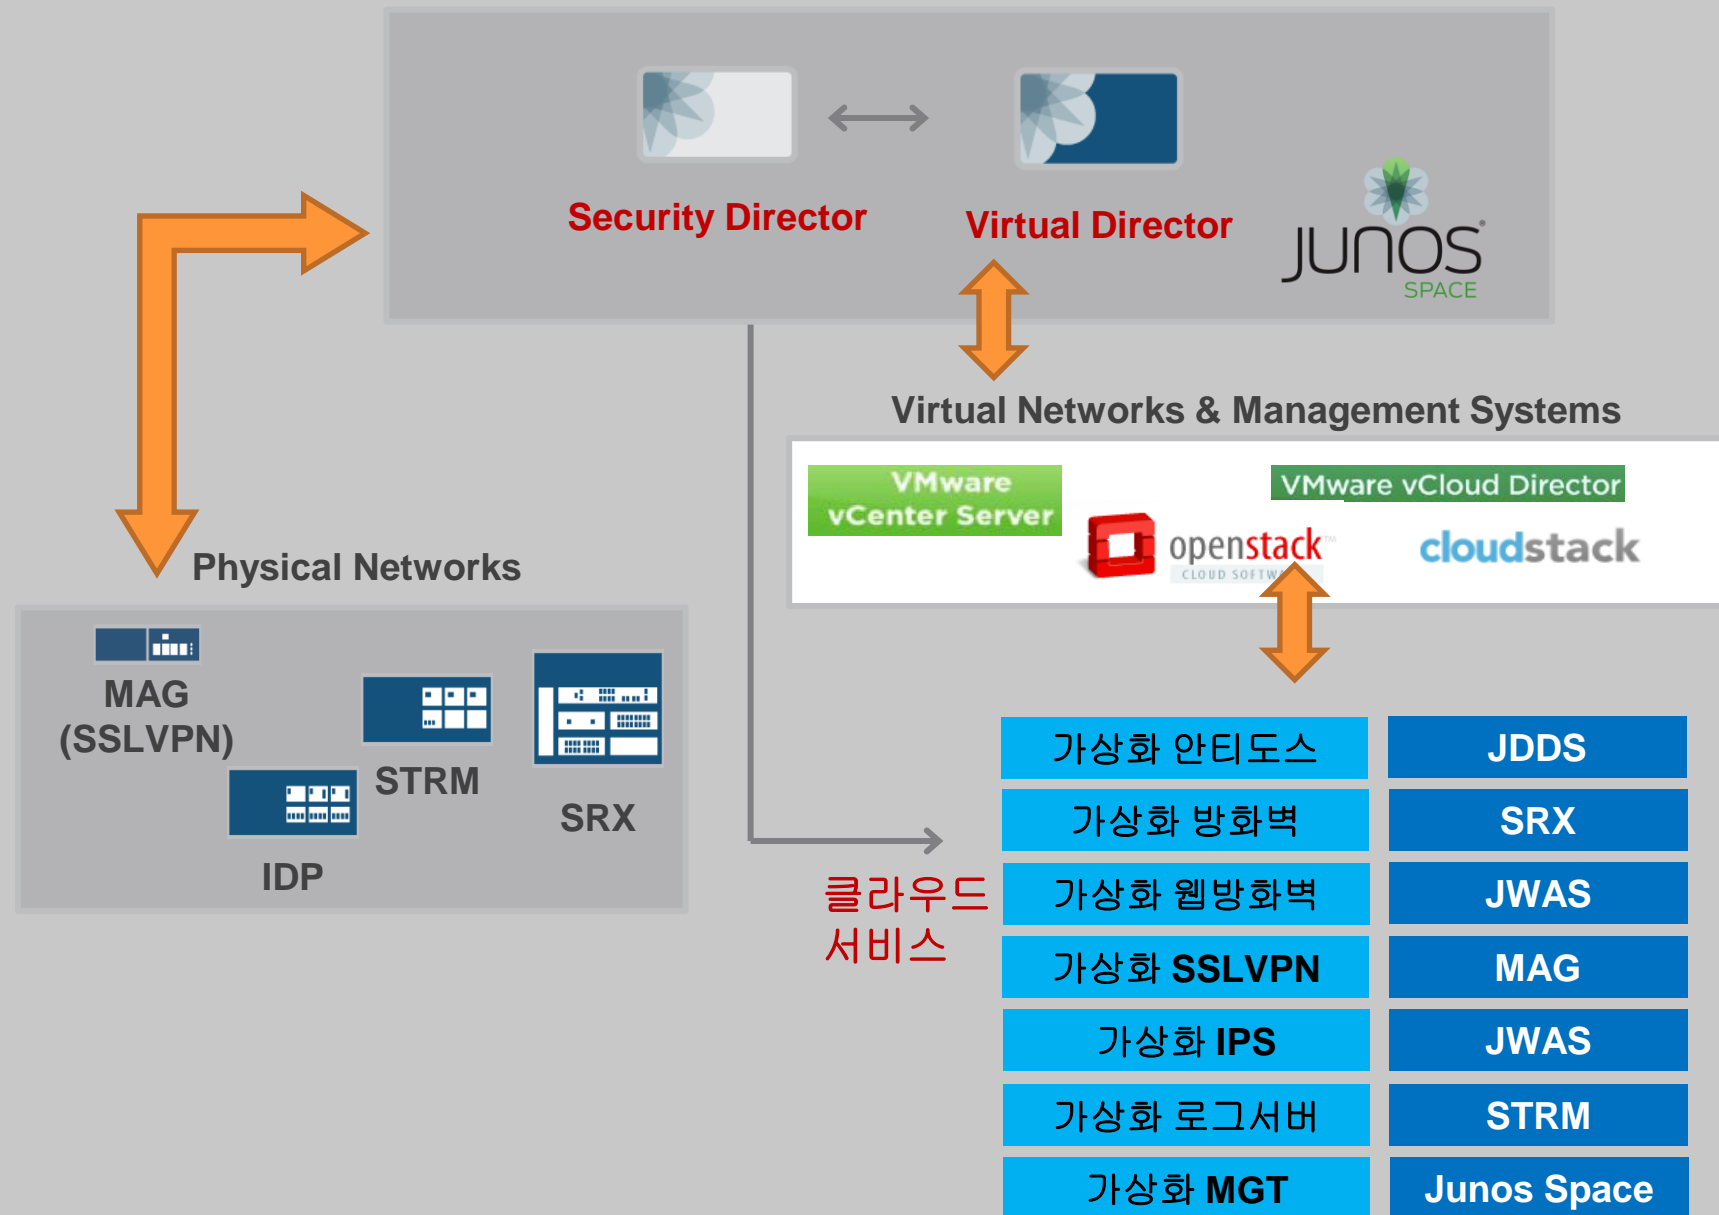 Security Director
Virtual Director
JUNOS®
SPACE
Virtual Networks & Management Systems
VMware
vCenter Server
VMware vCloud Director
openstack™
CLOUD
cloudstack
Physical Networks
MAG
(SSLVPN)
STRM
SRX
IDP
클라우드
서비스
가상화 안티도스 JDDS
가상화 방화벽 SRX
가상화 웹방화벽 JWAS
가상화 SSLVPN MAG
가상화 IPS JWAS
가상화 로그서버 STRM
가상화 MGT Junos Space